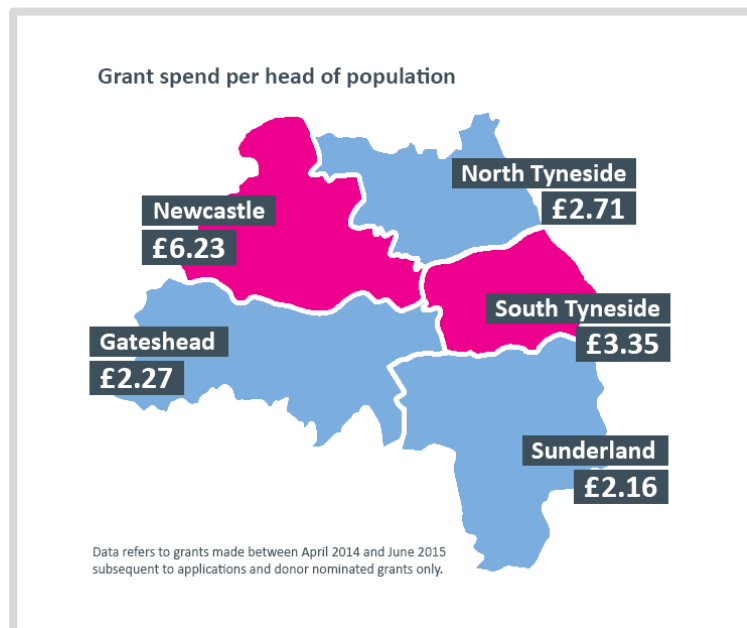 Grant spend per head of population
North Tyneside
£2.71
Newcastle
£6.23
South Tyneside
£3.35
Gateshead
£2.27
Sunderland
£2.16
Data refers to grants made between April 2014 and June 2015
subsequent to applications and donor nominated grants only.